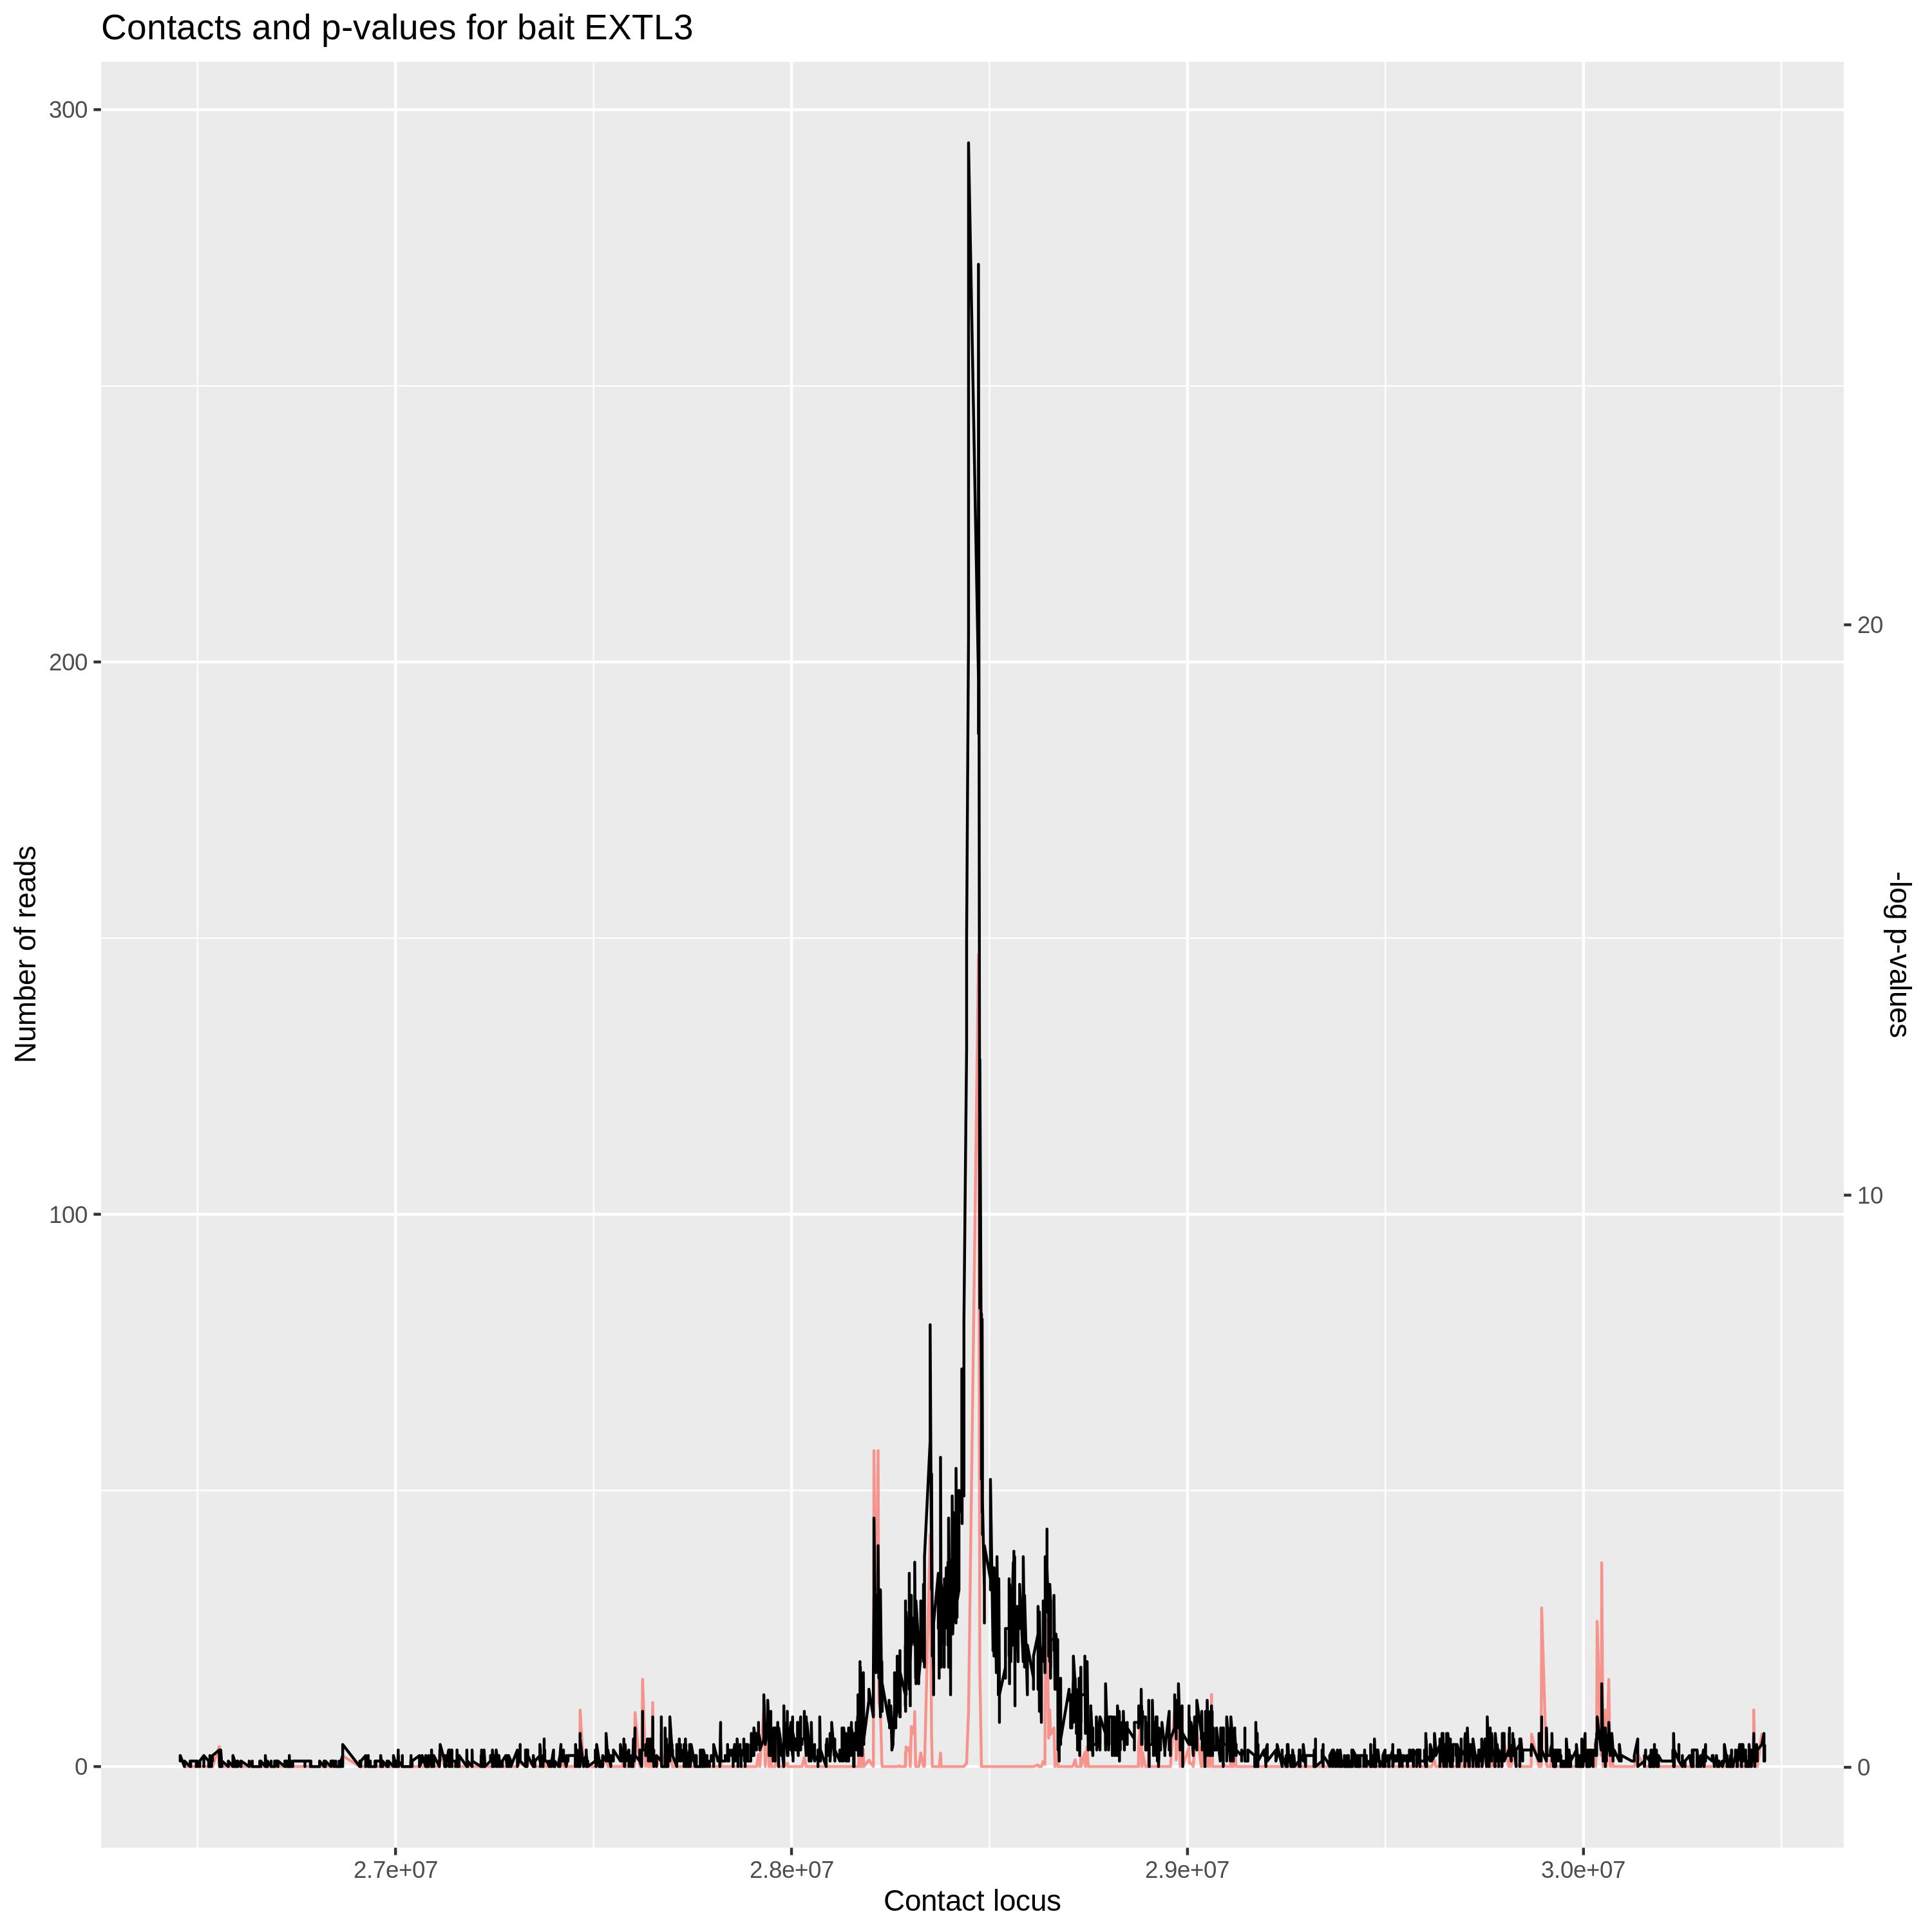 Contacts and p-values for bait EXTL3
300
200
100
0
Number of reads
20
10
0
-log p-values
2.7e+07
2.8e+07
2.9e+07
3.0e+07
Contact locus